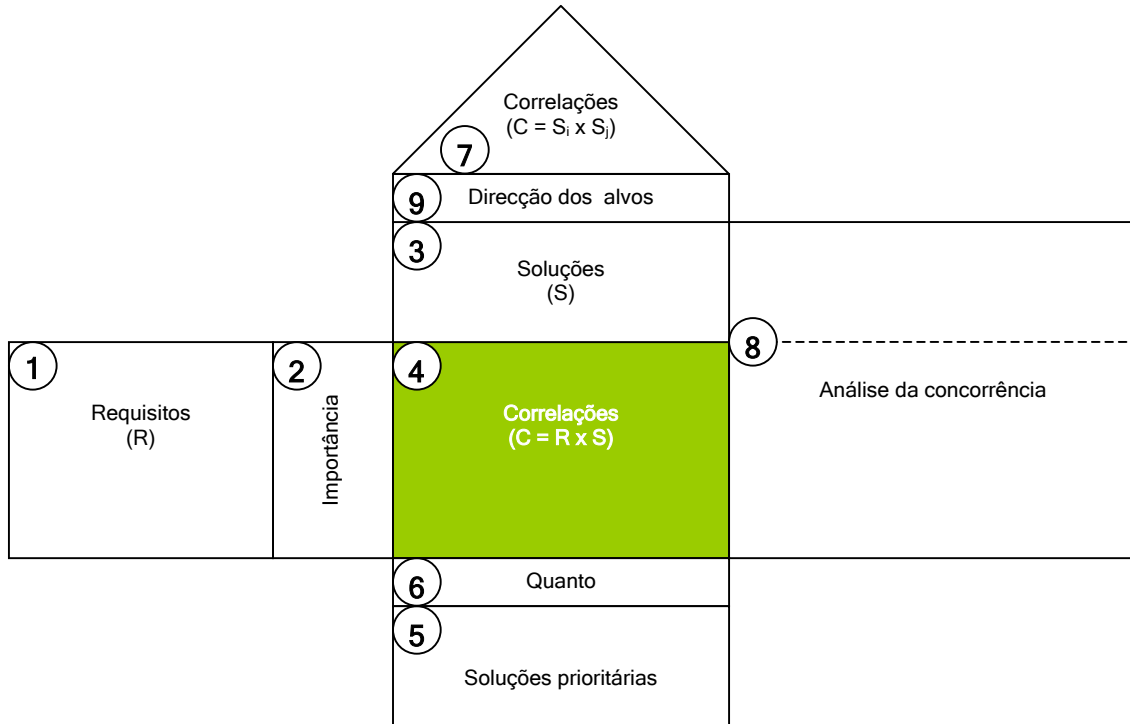 Correlações
(C = Sᵢ x Sⱼ)
7
9
Direcção dos alvos
3
Soluções
(S)
1
2
4
8
Requisitos
(R)
Importância
Correlações
(C = R x S)
Análise da concorrência
6
Quanto
5
Soluções prioritárias